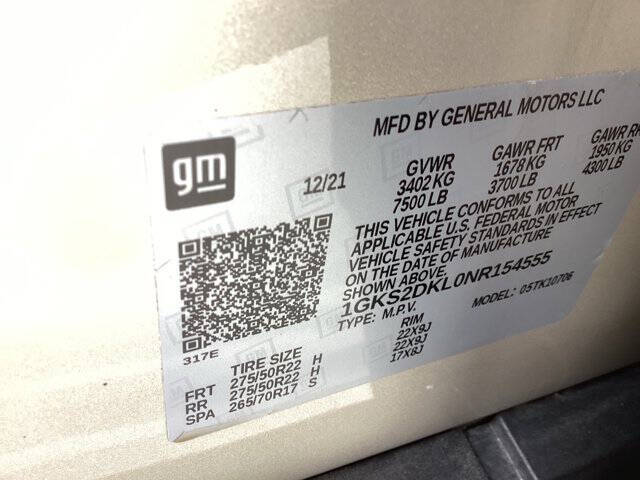 MFD BY GENERAL MOTORS LLC
gm
12/21
GVWR GAWR FRT GAWR RR
3402 KG 1678 KG 1950 KG
7500 LB 3700 LB 4300 LB
THIS VEHICLE CONFORMS TO ALL
APPLICABLE U.S. FEDERAL MOTOR
VEHICLE SAFETY STANDARDS IN EFFECT
ON THE DATE OF MANUFACTURE
SHOWN ABOVE.
1GKS2DKL0NR154555
TYPE: M.P.V. MODEL: 05TK10706
317E
TIRE SIZE RIM
FRT 275/50R22 H 22X9J
RR 275/50R22 H 22X9J
SPA 265/70R17 S 17X8J